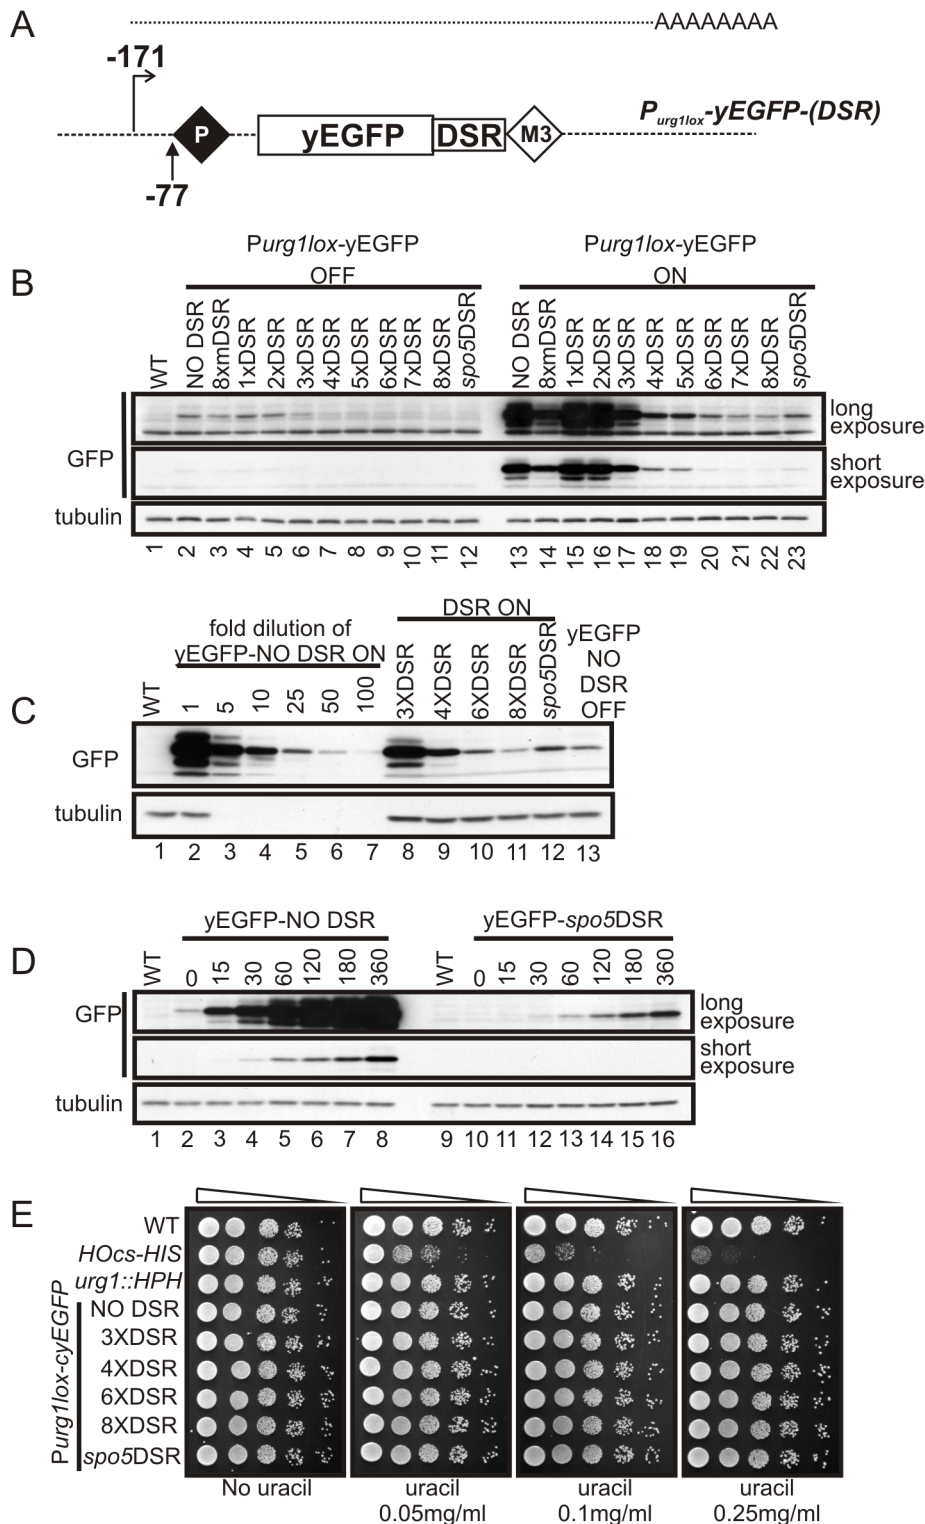 A
AAAAAAAA
-171
P
yEGFP
DSR
M3
Purg1lox-yEGFP-(DSR)
-77
B
Purg1lox-yEGFP
OFF
Purg1lox-yEGFP
ON
WT
NO DSR
8xmDSR
1xDSR
2xDSR
3xDSR
4xDSR
5xDSR
6xDSR
7xDSR
8xDSR
spo5DSR
NO DSR
8xmDSR
1xDSR
2xDSR
3xDSR
4xDSR
5xDSR
6xDSR
7xDSR
8xDSR
spo5DSR
GFP
long
exposure
short
exposure
tubulin
1 2 3 4 5 6 7 8 9 10 11 12 13 14 15 16 17 18 19 20 21 22 23
C
fold dilution of
yEGFP-NO DSR ON
DSR ON
yEGFP
NO
DSR
OFF
WT
1
5
10
25
50
100
3XDSR
4XDSR
6XDSR
8XDSR
spo5DSR
GFP
tubulin
1 2 3 4 5 6 7 8 9 10 11 12 13
D
yEGFP-NO DSR
yEGFP-spo5DSR
WT 0 15 30 60 120 180 360 WT 0 15 30 60 120 180 360
GFP
long
exposure
short
exposure
tubulin
1 2 3 4 5 6 7 8 9 10 11 12 13 14 15 16
E
WT
HOcs-HIS
urg1::HPH
Purg1lox-cyEGFP
NO DSR
3XDSR
4XDSR
6XDSR
8XDSR
spo5DSR
No uracil
uracil
0.05mg/ml
uracil
0.1mg/ml
uracil
0.25mg/ml